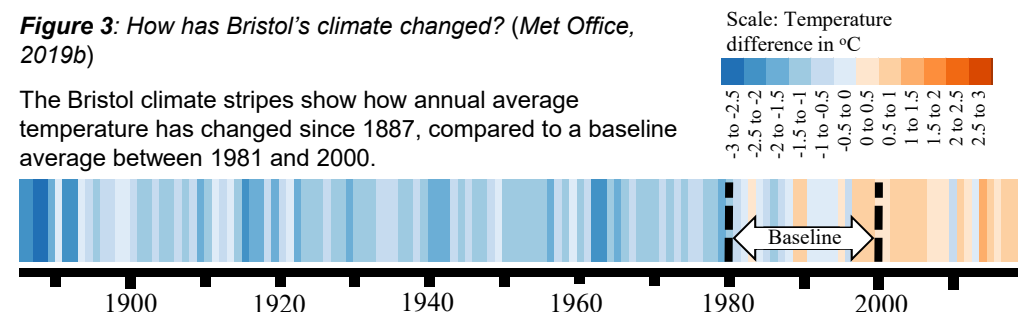 Figure 3: How has Bristol's climate changed? (Met Office,
2019b)
The Bristol climate stripes show how annual average
temperature has changed since 1887, compared to a baseline
average between 1981 and 2000.
Scale: Temperature
difference in °C
-3 to -2.5
-2.5 to -2
-2 to -1.5
-1.5 to -1
-1 to -0.5
-0.5 to 0
0 to 0.5
0.5 to 1
1 to 1.5
1.5 to 2
2 to 2.5
2.5 to 3
Baseline
1900
1920
1940
1960
1980
2000